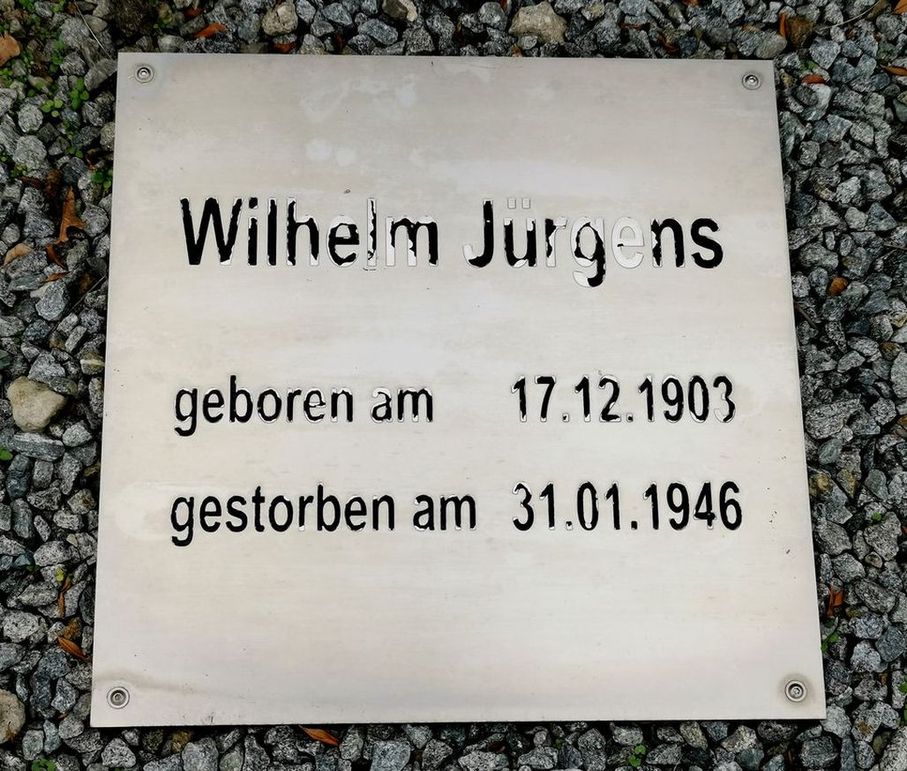 Wilhelm Jürgens
geboren am 17.12.1903
gestorben am 31.01.1946